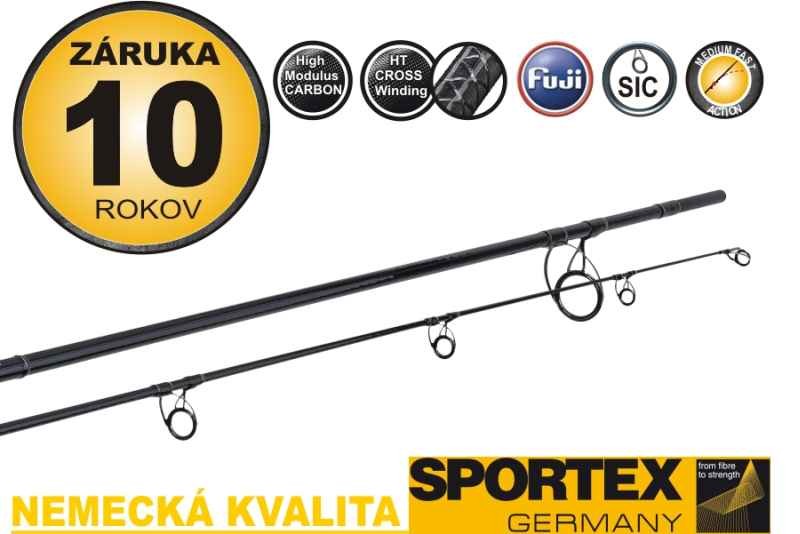 ZÁRUKA
10
ROKOV
High
Modulus
CARBON
HT
CROSS
Winding
Fuji
SIC
MEDIUM FAST
ACTION
NEMECKÁ KVALITA
SPORTEX
GERMANY
from fibre
to strength